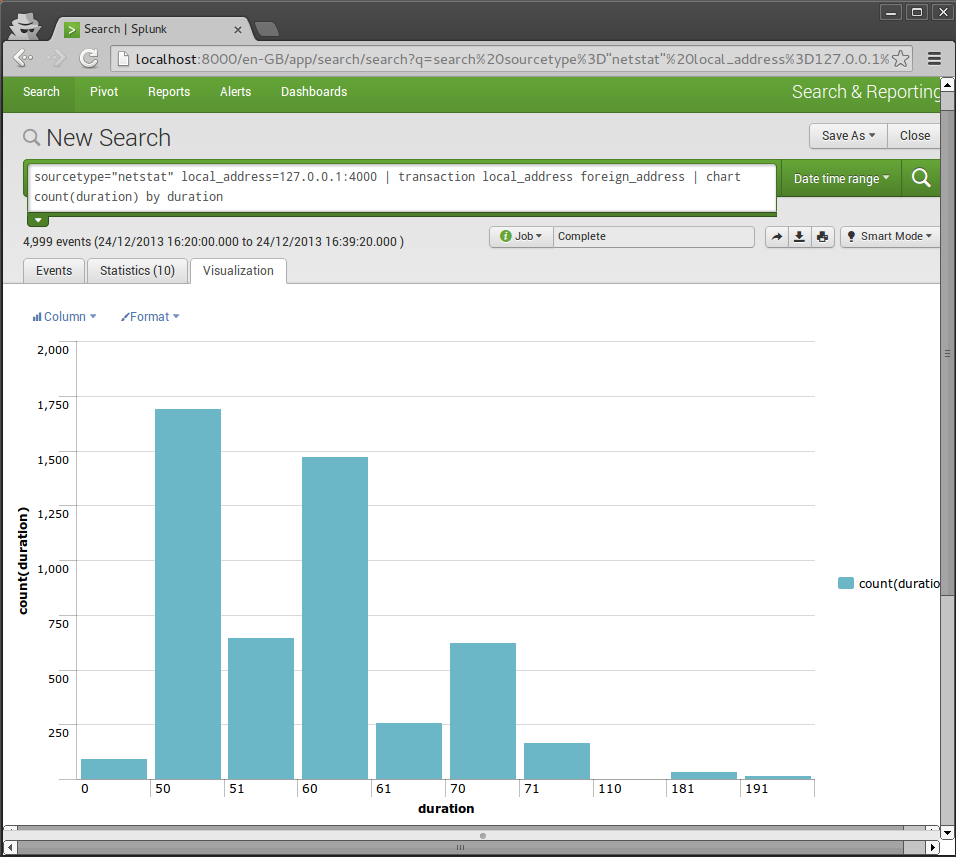 Search | Splunk
localhost:8000/en-GB/app/search/search?q=search%20sourcetype%3D"netstat"%20local_address%3D127.0.0.1%
Search Pivot Reports Alerts Dashboards Search & Reporting
New Search Save As Close
sourcetype="netstat" local_address=127.0.0.1:4000 | transaction local_address foreign_address | chart
count(duration) by duration
Date time range
4,999 events (24/12/2013 16:20:00.000 to 24/12/2013 16:39:20.000 )
Job Complete Smart Mode
Events Statistics (10) Visualization
Column Format
2,000
1,750
1,500
1,250
1,000
750
500
250
count(duration)
count(duratio
0 50 51 60 61 70 71 110 181 191
duration